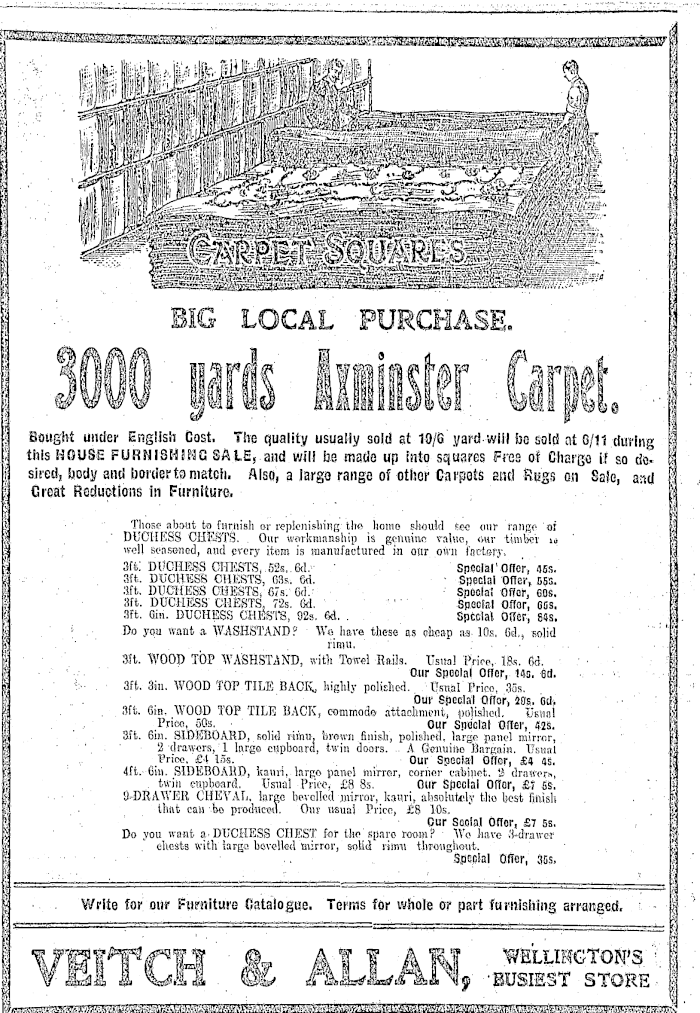 CARPET SQUARES
BIG LOCAL PURCHASE.
3000 yards Axminster Carpet.
Bought under English Cost. The quality usually sold at 10/6 yard will be sold at 6/11 during
this HOUSE FURNISHING SALE, and will be made up into squares Free of Charge if so de-
sired, body and border to match. Also, a large range of other Carpets and Rugs on Sale, and
Great Reductions in Furniture.
Those about to furnish or replenishing the home should see our range of
DUCHESS CHESTS. Our workmanship is genuine value, our timber is
well seasoned, and every item is manufactured in our own factory.
3ft. DUCHESS CHESTS, 52s. 6d. Special Offer, 45s.
3ft. DUCHESS CHESTS, 63s. 6d. Special Offer, 55s.
3ft. DUCHESS CHESTS, 67s. 6d. Special Offer, 60s.
3ft. DUCHESS CHESTS, 72s. 6d. Special Offer, 66s.
3ft. 6in. DUCHESS CHESTS, 92s. 6d. Special Offer, 84s.
Do you want a WASHSTAND? We have these as cheap as 10s. 6d., solid
rimu.
3ft. WOOD TOP WASHSTAND, with Towel Rails. Usual Price, 18s. 6d.
Our Special Offer, 14s. 6d.
3ft. 3in. WOOD TOP TILE BACK, highly polished. Usual Price, 35s.
Our Special Offer, 29s. 6d.
3ft. 6in. WOOD TOP TILE BACK, commode attachment, polished. Usual
Price, 50s. Our Special Offer, 42s.
3ft. 6in. SIDEBOARD, solid rimu, brown finish, polished, large panel mirror,
2 drawers, 1 large cupboard, twin doors. A Genuine Bargain. Usual
Price, £4 15s. Our Special Offer, £4 4s.
4ft. 6in. SIDEBOARD, kauri, large panel mirror, corner cabinet, 2 drawers,
twin cupboard. Usual Price, £8 8s. Our Special Offer, £7 5s.
9-DRAWER CHEVAL, large bevelled mirror, kauri, absolutely the best finish
that can be produced. Our usual Price, £8 10s.
Our Social Offer, £7 5s.
Do you want a DUCHESS CHEST for the spare room? We have 3-drawer
chests with large bevelled mirror, solid rimu throughout.
Special Offer, 35s.
Write for our Furniture Catalogue. Terms for whole or part furnishing arranged.
VEITCH & ALLAN, WELLINGTON'S
BUSIEST STORE